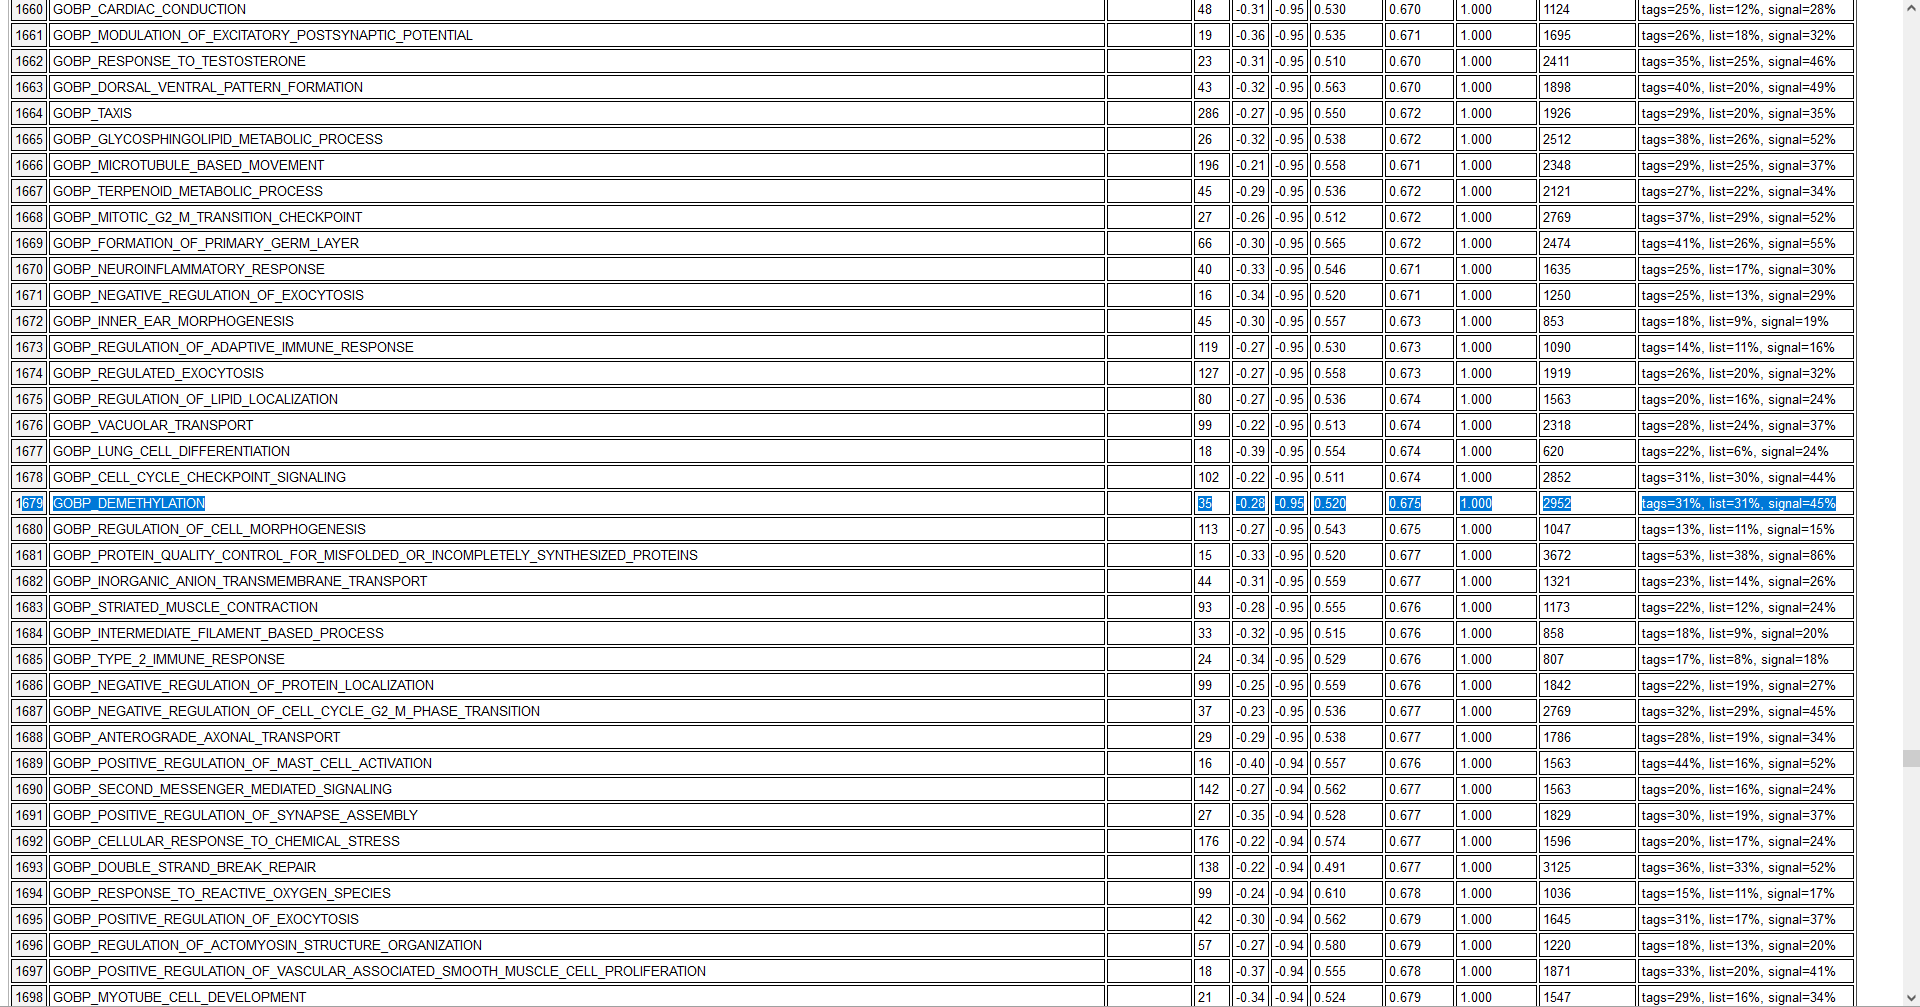 1660 GOBP_CARDIAC_CONDUCTION 48 -0.31 -0.95 0.530 0.670 1.000 1124 tags=25%, list=12%, signal=28%
1661 GOBP_MODULATION_OF_EXCITATORY_POSTSYNAPTIC_POTENTIAL 19 -0.36 -0.95 0.535 0.671 1.000 1695 tags=26%, list=18%, signal=32%
1662 GOBP_RESPONSE_TO_TESTOSTERONE 23 -0.31 -0.95 0.510 0.670 1.000 2411 tags=35%, list=25%, signal=46%
1663 GOBP_DORSAL_VENTRAL_PATTERN_FORMATION 43 -0.32 -0.95 0.563 0.670 1.000 1898 tags=40%, list=20%, signal=49%
1664 GOBP_TAXIS 286 -0.27 -0.95 0.550 0.672 1.000 1926 tags=29%, list=20%, signal=35%
1665 GOBP_GLYCOSPHINGOLIPID_METABOLIC_PROCESS 26 -0.32 -0.95 0.538 0.672 1.000 2512 tags=38%, list=26%, signal=52%
1666 GOBP_MICROTUBULE_BASED_MOVEMENT 196 -0.21 -0.95 0.558 0.671 1.000 2348 tags=29%, list=25%, signal=37%
1667 GOBP_TERPENOID_METABOLIC_PROCESS 45 -0.29 -0.95 0.536 0.672 1.000 2121 tags=27%, list=22%, signal=34%
1668 GOBP_MITOTIC_G2_M_TRANSITION_CHECKPOINT 27 -0.26 -0.95 0.512 0.672 1.000 2769 tags=37%, list=29%, signal=52%
1669 GOBP_FORMATION_OF_PRIMARY_GERM_LAYER 66 -0.30 -0.95 0.565 0.672 1.000 2474 tags=41%, list=26%, signal=55%
1670 GOBP_NEUROINFLAMMATORY_RESPONSE 40 -0.33 -0.95 0.546 0.671 1.000 1635 tags=25%, list=17%, signal=30%
1671 GOBP_NEGATIVE_REGULATION_OF_EXOCYTOSIS 16 -0.34 -0.95 0.520 0.671 1.000 1250 tags=25%, list=13%, signal=29%
1672 GOBP_INNER_EAR_MORPHOGENESIS 45 -0.30 -0.95 0.557 0.673 1.000 853 tags=18%, list=9%, signal=19%
1673 GOBP_REGULATION_OF_ADAPTIVE_IMMUNE_RESPONSE 119 -0.27 -0.95 0.530 0.673 1.000 1090 tags=14%, list=11%, signal=16%
1674 GOBP_REGULATED_EXOCYTOSIS 127 -0.27 -0.95 0.558 0.673 1.000 1919 tags=26%, list=20%, signal=32%
1675 GOBP_REGULATION_OF_LIPID_LOCALIZATION 80 -0.27 -0.95 0.536 0.674 1.000 1563 tags=20%, list=16%, signal=24%
1676 GOBP_VACUOLAR_TRANSPORT 99 -0.22 -0.95 0.513 0.674 1.000 2318 tags=28%, list=24%, signal=37%
1677 GOBP_LUNG_CELL_DIFFERENTIATION 18 -0.39 -0.95 0.554 0.674 1.000 620 tags=22%, list=6%, signal=24%
1678 GOBP_CELL_CYCLE_CHECKPOINT_SIGNALING 102 -0.22 -0.95 0.511 0.674 1.000 2852 tags=31%, list=30%, signal=44%
1679 GOBP_DEMETHYLATION 35 -0.28 -0.95 0.520 0.675 1.000 2952 tags=31%, list=31%, signal=45%
1680 GOBP_REGULATION_OF_CELL_MORPHOGENESIS 113 -0.27 -0.95 0.543 0.675 1.000 1047 tags=13%, list=11%, signal=15%
1681 GOBP_PROTEIN_QUALITY_CONTROL_FOR_MISFOLDED_OR_INCOMPLETELY_SYNTHESIZED_PROTEINS 15 -0.33 -0.95 0.520 0.677 1.000 3672 tags=53%, list=38%, signal=86%
1682 GOBP_INORGANIC_ANION_TRANSMEMBRANE_TRANSPORT 44 -0.31 -0.95 0.559 0.677 1.000 1321 tags=23%, list=14%, signal=26%
1683 GOBP_STRIATED_MUSCLE_CONTRACTION 93 -0.28 -0.95 0.555 0.676 1.000 1173 tags=22%, list=12%, signal=24%
1684 GOBP_INTERMEDIATE_FILAMENT_BASED_PROCESS 33 -0.32 -0.95 0.515 0.676 1.000 858 tags=18%, list=9%, signal=20%
1685 GOBP_TYPE_2_IMMUNE_RESPONSE 24 -0.34 -0.95 0.529 0.676 1.000 807 tags=17%, list=8%, signal=18%
1686 GOBP_NEGATIVE_REGULATION_OF_PROTEIN_LOCALIZATION 99 -0.25 -0.95 0.559 0.676 1.000 1842 tags=22%, list=19%, signal=27%
1687 GOBP_NEGATIVE_REGULATION_OF_CELL_CYCLE_G2_M_PHASE_TRANSITION 37 -0.23 -0.95 0.536 0.677 1.000 2769 tags=32%, list=29%, signal=45%
1688 GOBP_ANTEROGRADE_AXONAL_TRANSPORT 29 -0.29 -0.95 0.538 0.677 1.000 1786 tags=28%, list=19%, signal=34%
1689 GOBP_POSITIVE_REGULATION_OF_MAST_CELL_ACTIVATION 16 -0.40 -0.94 0.557 0.676 1.000 1563 tags=44%, list=16%, signal=52%
1690 GOBP_SECOND_MESSENGER_MEDIATED_SIGNALING 142 -0.27 -0.94 0.562 0.677 1.000 1563 tags=20%, list=16%, signal=24%
1691 GOBP_POSITIVE_REGULATION_OF_SYNAPSE_ASSEMBLY 27 -0.35 -0.94 0.528 0.677 1.000 1829 tags=30%, list=19%, signal=37%
1692 GOBP_CELLULAR_RESPONSE_TO_CHEMICAL_STRESS 176 -0.22 -0.94 0.574 0.677 1.000 1596 tags=20%, list=17%, signal=24%
1693 GOBP_DOUBLE_STRAND_BREAK_REPAIR 138 -0.22 -0.94 0.491 0.677 1.000 3125 tags=36%, list=33%, signal=52%
1694 GOBP_RESPONSE_TO_REACTIVE_OXYGEN_SPECIES 99 -0.24 -0.94 0.610 0.678 1.000 1036 tags=15%, list=11%, signal=17%
1695 GOBP_POSITIVE_REGULATION_OF_EXOCYTOSIS 42 -0.30 -0.94 0.562 0.679 1.000 1645 tags=31%, list=17%, signal=37%
1696 GOBP_REGULATION_OF_ACTOMYOSIN_STRUCTURE_ORGANIZATION 57 -0.27 -0.94 0.580 0.679 1.000 1220 tags=18%, list=13%, signal=20%
1697 GOBP_POSITIVE_REGULATION_OF_VASCULAR_ASSOCIATED_SMOOTH_MUSCLE_CELL_PROLIFERATION 18 -0.37 -0.94 0.555 0.678 1.000 1871 tags=33%, list=20%, signal=41%
1698 GOBP_MYOTUBE_CELL_DEVELOPMENT 21 -0.34 -0.94 0.524 0.679 1.000 1547 tags=29%, list=16%, signal=34%